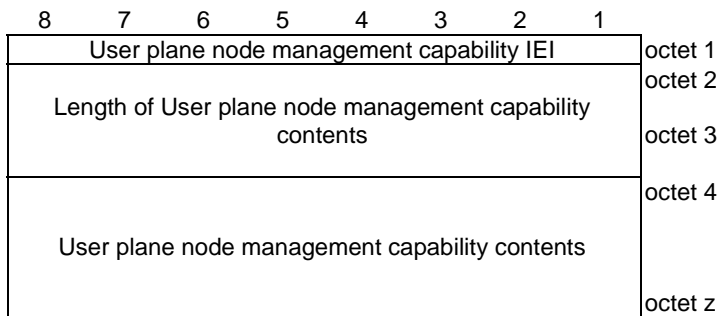 8 7 6 5 4 3 2 1
User plane node management capability IEI octet 1
octet 2
Length of User plane node management capability
contents octet 3
octet 4
User plane node management capability contents
octet z